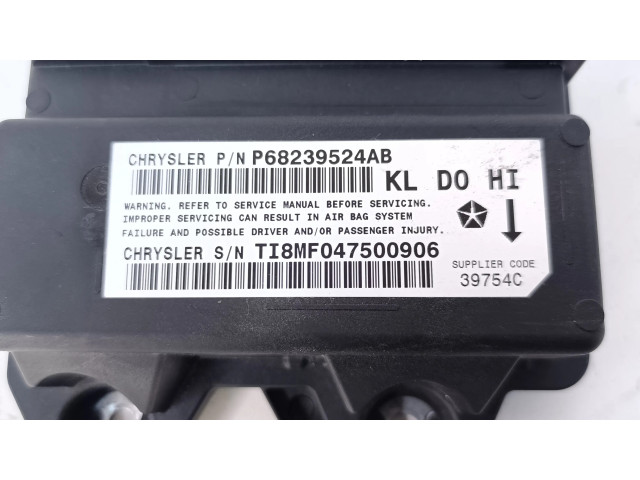 CHRYSLER P/N P68239524AB
KL DO HI
WARNING. REFER TO SERVICE MANUAL BEFORE SERVICING.
IMPROPER SERVICING CAN RESULT IN AIR BAG SYSTEM
FAILURE AND POSSIBLE DRIVER AND/OR PASSENGER INJURY.
CHRYSLER S/N TI8MF047500906
SUPPLIER CODE
39754C